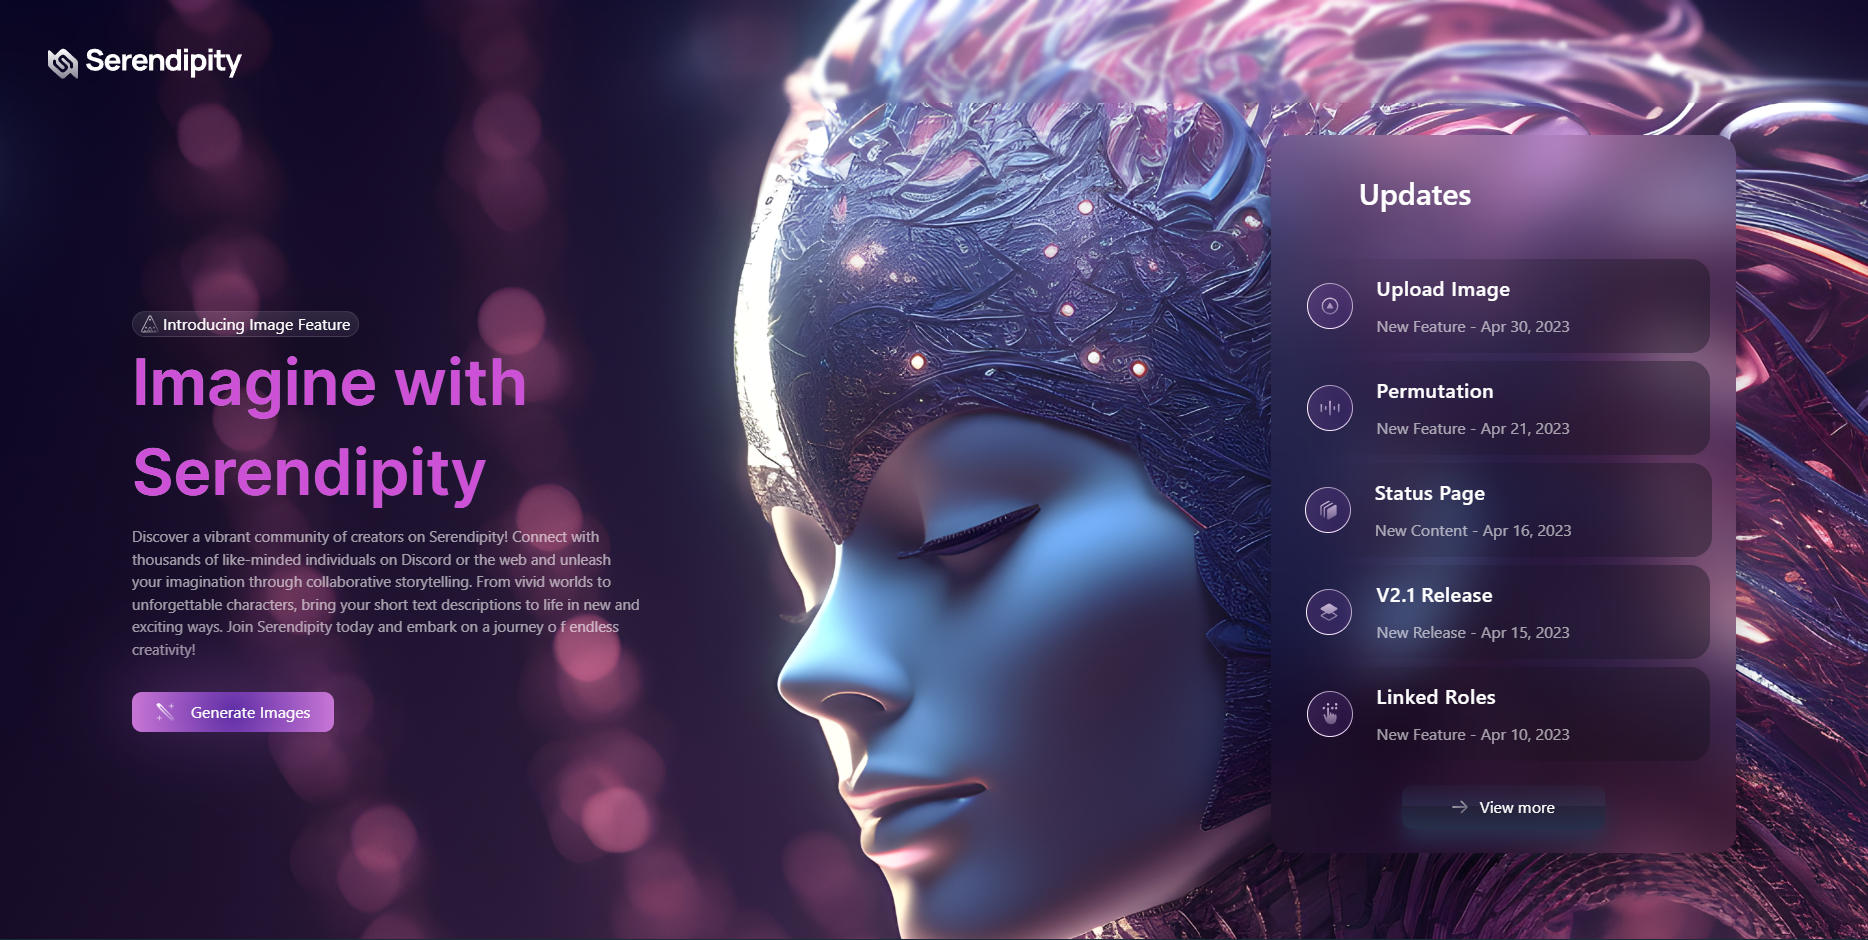 Serendipity
Introducing Image Feature
Imagine with
Serendipity
Discover a vibrant community of creators on Serendipity! Connect with
thousands of like-minded individuals on Discord or the web and unleash
your imagination through collaborative storytelling. From vivid worlds to
unforgettable characters, bring your short text descriptions to life in new and
exciting ways. Join Serendipity today and embark on a journey o f endless
creativity!
Generate Images
Updates
Upload Image
New Feature - Apr 30, 2023
Permutation
New Feature - Apr 21, 2023
Status Page
New Content - Apr 16, 2023
V2.1 Release
New Release - Apr 15, 2023
Linked Roles
New Feature - Apr 10, 2023
View more